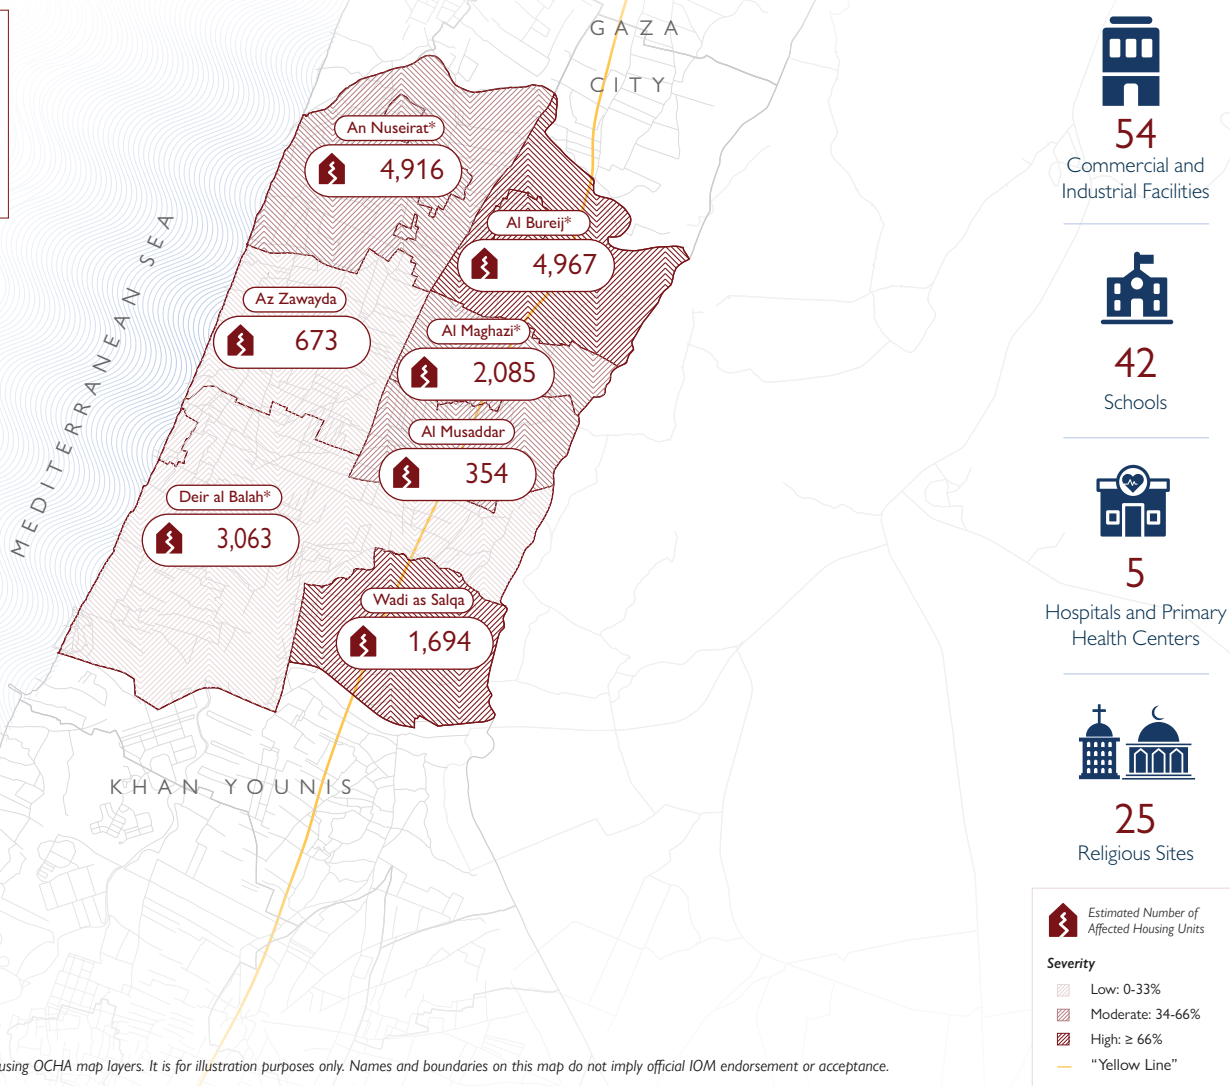 GAZA
CITY
An Nuseirat*
4,916
Al Bureij*
4,967
Az Zawayda
673
Al Maghazi*
2,085
Al Musaddar
354
Deir al Balah*
3,063
Wadi as Salqa
1,694
MEDITERRANEAN SEA
KHAN YOUNIS
54
Commercial and
Industrial Facilities
42
Schools
5
Hospitals and Primary
Health Centers
25
Religious Sites
Estimated Number of
Affected Housing Units
Severity
Low: 0-33%
Moderate: 34-66%
High: ≥ 66%
"Yellow Line"
using OCHA map layers. It is for illustration purposes only. Names and boundaries on this map do not imply official IOM endorsement or acceptance.